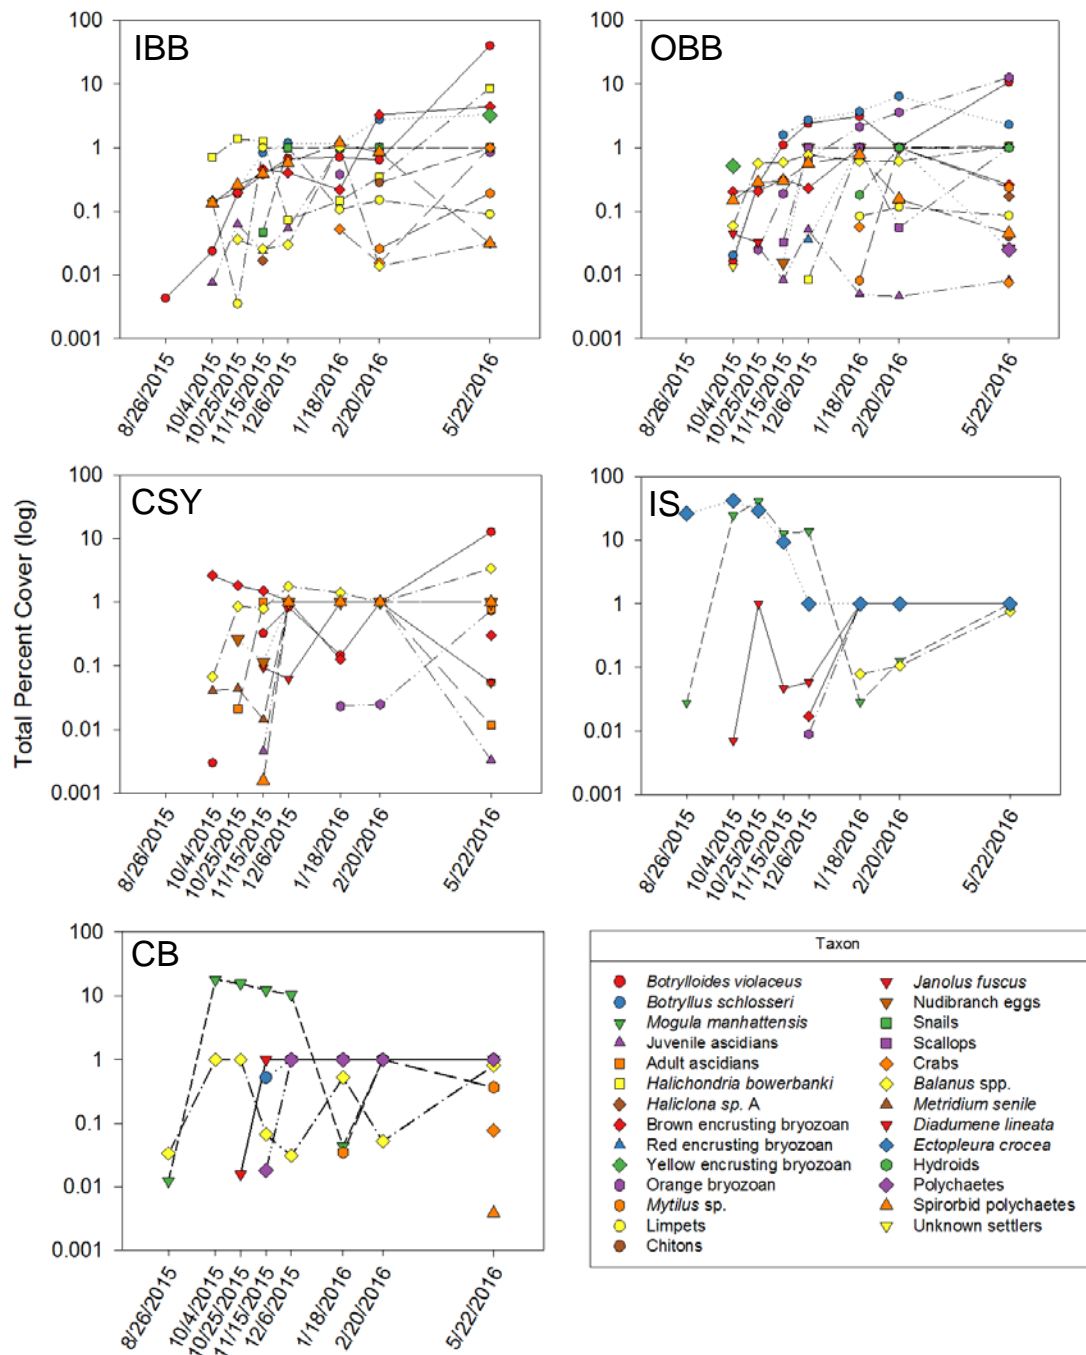 IBB
100
10
1
0.1
0.01
0.001
8/26/2015
10/4/2015
10/25/2015
11/15/2015
12/6/2015
1/18/2016
2/20/2016
5/22/2016
OBB
100
10
1
0.1
0.01
0.001
8/26/2015
10/4/2015
10/25/2015
11/15/2015
12/6/2015
1/18/2016
2/20/2016
5/22/2016
Total Percent Cover (log)
CSY
100
10
1
0.1
0.01
0.001
8/26/2015
10/4/2015
10/25/2015
11/15/2015
12/6/2015
1/18/2016
2/20/2016
5/22/2016
IS
100
10
1
0.1
0.01
0.001
8/26/2015
10/4/2015
10/25/2015
11/15/2015
12/6/2015
1/18/2016
2/20/2016
5/22/2016
CB
100
10
1
0.1
0.01
0.001
8/26/2015
10/4/2015
10/25/2015
11/15/2015
12/6/2015
1/18/2016
2/20/2016
5/22/2016
Taxon
Botrylloides violaceus
Botryllus schlosseri
Mogula manhattensis
Juvenile ascidians
Adult ascidians
Halichondria bowerbanki
Haliclona sp. A
Brown encrusting bryozoan
Red encrusting bryozoan
Yellow encrusting bryozoan
Orange bryozoan
Mytilus sp.
Limpets
Chitons
Janolus fuscus
Nudibranch eggs
Snails
Scallops
Crabs
Balanus spp.
Metridium senile
Diadumene lineata
Ectopleura crocea
Hydroids
Polychaetes
Spirorbid polychaetes
Unknown settlers